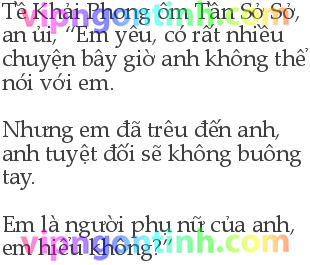 Tề Khải Phong ôm Tần Sở Sở,
an ủi, “Em yêu, có rất nhiều
chuyện bây giờ anh không thể
nói với em.
Nhưng em đã trêu đến anh,
anh tuyệt đối sẽ không buông
tay.
Em là người phụ nữ của anh,
em hiểu không?”
vipngontinh.com
vipngontinh.com